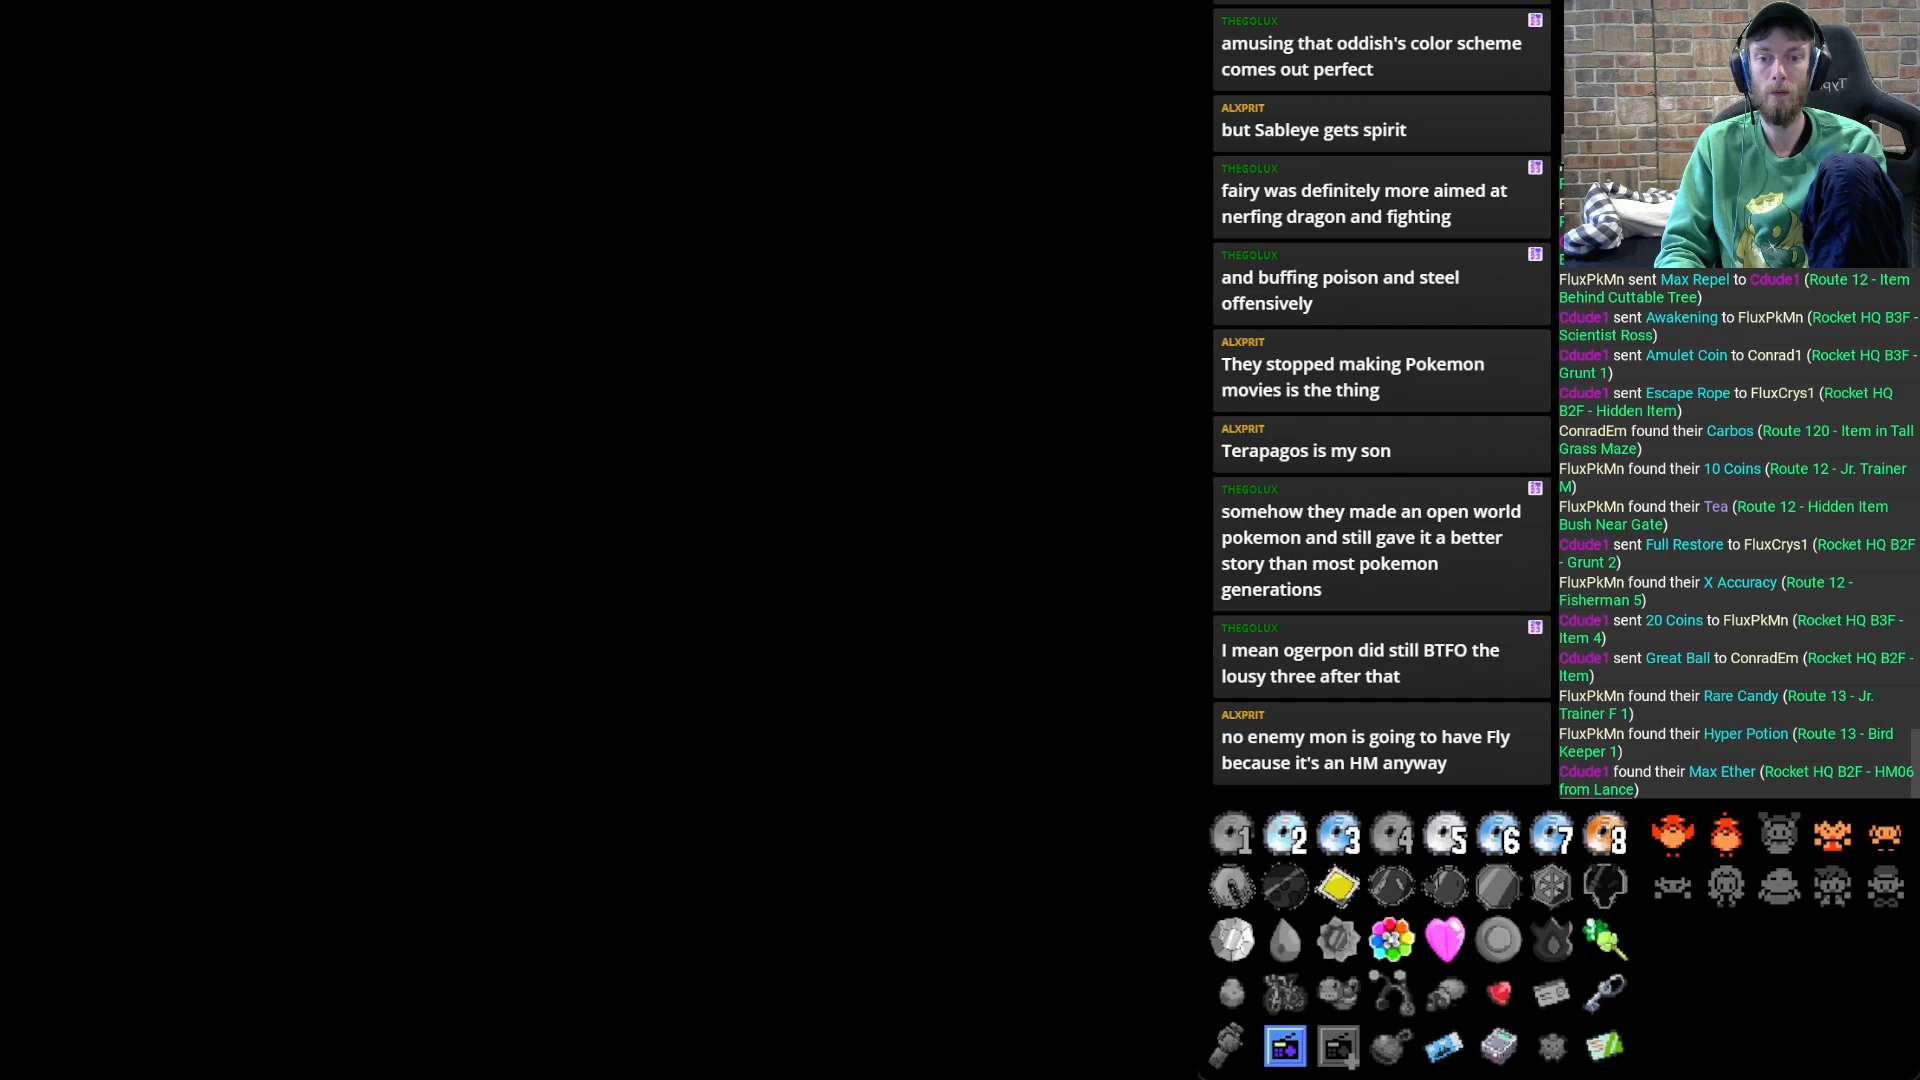 THEGOLUX
amusing that oddish's color scheme
comes out perfect
ALXPRIT
but Sableye gets spirit
THEGOLUX
fairy was definitely more aimed at
nerfing dragon and fighting
THEGOLUX
and buffing poison and steel
offensively
ALXPRIT
They stopped making Pokemon
movies is the thing
ALXPRIT
Terapagos is my son
THEGOLUX
somehow they made an open world
pokemon and still gave it a better
story than most pokemon
generations
THEGOLUX
I mean ogerpon did still BTFO the
lousy three after that
ALXPRIT
no enemy mon is going to have Fly
because it's an HM anyway
FluxPkMn sent Max Repel to Cdude1 (Route 12 - Item
Behind Cuttable Tree)
Cdude1 sent Awakening to FluxPkMn (Rocket HQ B3F -
Scientist Ross)
Cdude1 sent Amulet Coin to Conrad1 (Rocket HQ B3F -
Grunt 1)
Cdude1 sent Escape Rope to FluxCrys1 (Rocket HQ
B2F - Hidden Item)
ConradEm found their Carbos (Route 120 - Item in Tall
Grass Maze)
FluxPkMn found their 10 Coins (Route 12 - Jr. Trainer
M)
FluxPkMn found their Tea (Route 12 - Hidden Item
Bush Near Gate)
Cdude1 sent Full Restore to FluxCrys1 (Rocket HQ B2F
- Grunt 2)
FluxPkMn found their X Accuracy (Route 12 -
Fisherman 5)
Cdude1 sent 20 Coins to FluxPkMn (Rocket HQ B3F -
Item 4)
Cdude1 sent Great Ball to ConradEm (Rocket HQ B2F -
Item)
FluxPkMn found their Rare Candy (Route 13 - Jr.
Trainer F 1)
FluxPkMn found their Hyper Potion (Route 13 - Bird
Keeper 1)
Cdude1 found their Max Ether (Rocket HQ B2F - HM06
from Lance)
1 2 3 4 5 6 7 8